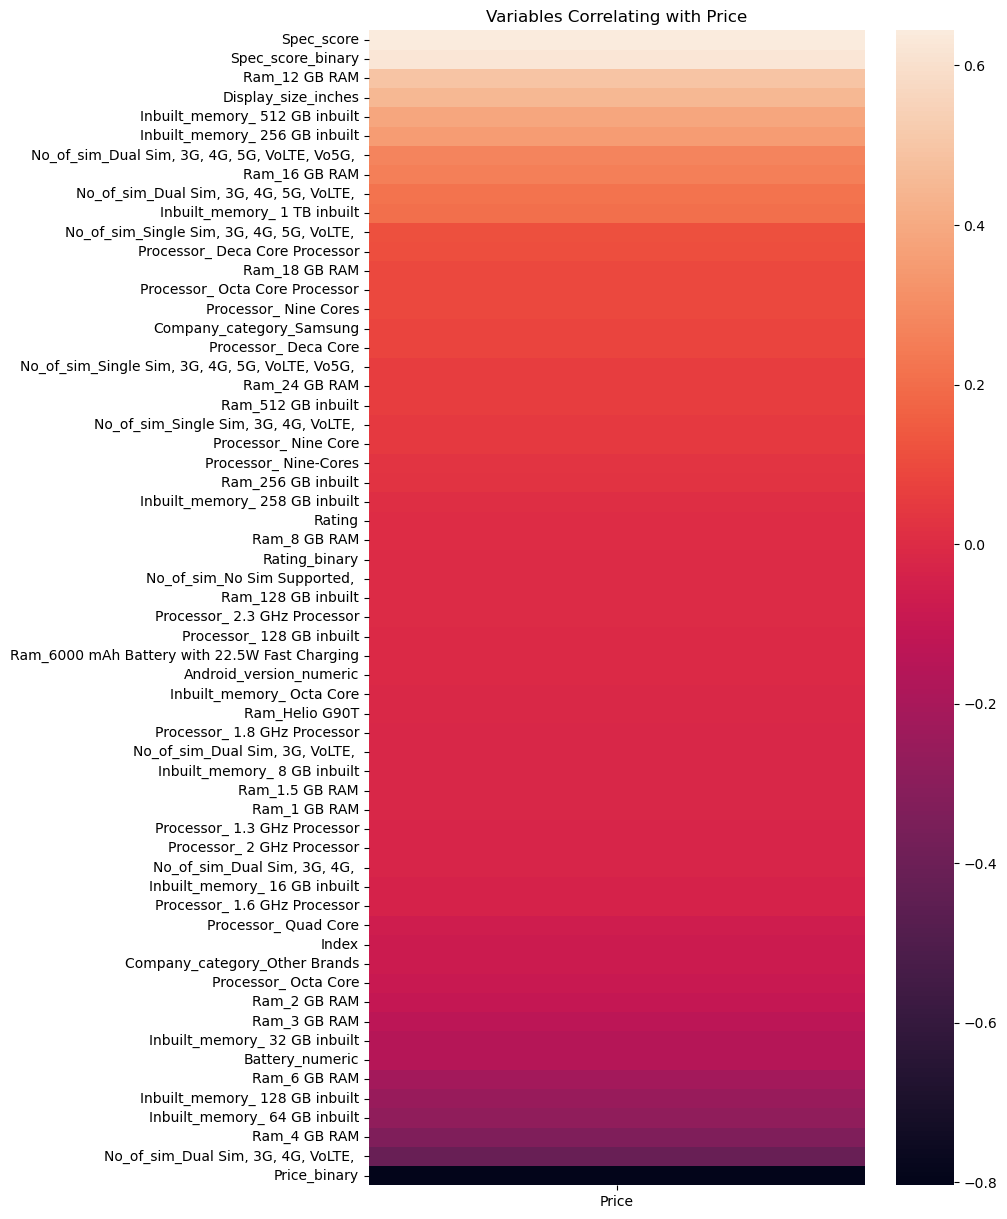 Variables Correlating with Price
Spec_score
Spec_score_binary
Ram_12 GB RAM
Display_size_inches
Inbuilt_memory_ 512 GB inbuilt
Inbuilt_memory_ 256 GB inbuilt
No_of_sim_Dual Sim, 3G, 4G, 5G, VoLTE, Vo5G,
Ram_16 GB RAM
No_of_sim_Dual Sim, 3G, 4G, 5G, VoLTE,
Inbuilt_memory_ 1 TB inbuilt
No_of_sim_Single Sim, 3G, 4G, 5G, VoLTE,
Processor_ Deca Core Processor
Ram_18 GB RAM
Processor_ Octa Core Processor
Processor_ Nine Cores
Company_category_Samsung
Processor_ Deca Core
No_of_sim_Single Sim, 3G, 4G, 5G, VoLTE, Vo5G,
Ram_24 GB RAM
Ram_512 GB inbuilt
No_of_sim_Single Sim, 3G, 4G, VoLTE,
Processor_ Nine Core
Processor_ Nine-Cores
Ram_256 GB inbuilt
Inbuilt_memory_ 258 GB inbuilt
Rating
Ram_8 GB RAM
Rating_binary
No_of_sim_No Sim Supported,
Ram_128 GB inbuilt
Processor_ 2.3 GHz Processor
Processor_ 128 GB inbuilt
Ram_6000 mAh Battery with 22.5W Fast Charging
Android_version_numeric
Inbuilt_memory_ Octa Core
Ram_Helio G90T
Processor_ 1.8 GHz Processor
No_of_sim_Dual Sim, 3G, VoLTE,
Inbuilt_memory_ 8 GB inbuilt
Ram_1.5 GB RAM
Ram_1 GB RAM
Processor_ 1.3 GHz Processor
Processor_ 2 GHz Processor
No_of_sim_Dual Sim, 3G, 4G,
Inbuilt_memory_ 16 GB inbuilt
Processor_ 1.6 GHz Processor
Processor_ Quad Core
Index
Company_category_Other Brands
Processor_ Octa Core
Ram_2 GB RAM
Ram_3 GB RAM
Inbuilt_memory_ 32 GB inbuilt
Battery_numeric
Ram_6 GB RAM
Inbuilt_memory_ 128 GB inbuilt
Inbuilt_memory_ 64 GB inbuilt
Ram_4 GB RAM
No_of_sim_Dual Sim, 3G, 4G, VoLTE,
Price_binary
Price
0.6
0.4
0.2
0.0
−0.2
−0.4
−0.6
−0.8